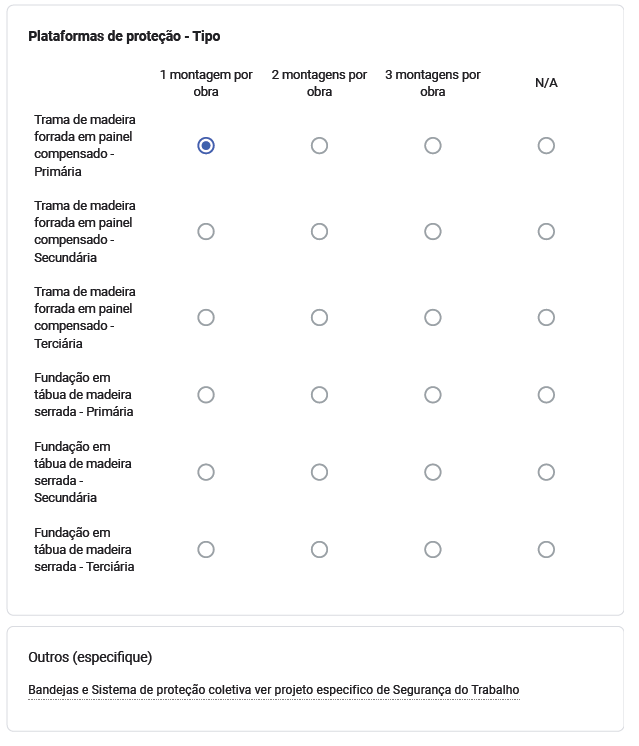 Plataformas de proteção - Tipo
1 montagem por obra
2 montagens por obra
3 montagens por obra
N/A
Trama de madeira
forrada em painel
compensado -
Primária
Trama de madeira
forrada em painel
compensado -
Secundária
Trama de madeira
forrada em painel
compensado -
Terciária
Fundação em
tábua de madeira
serrada - Primária
Fundação em
tábua de madeira
serrada -
Secundária
Fundação em
tábua de madeira
serrada - Terciária
Outros (especifique)
Bandejas e Sistema de proteção coletiva ver projeto especifico de Segurança do Trabalho